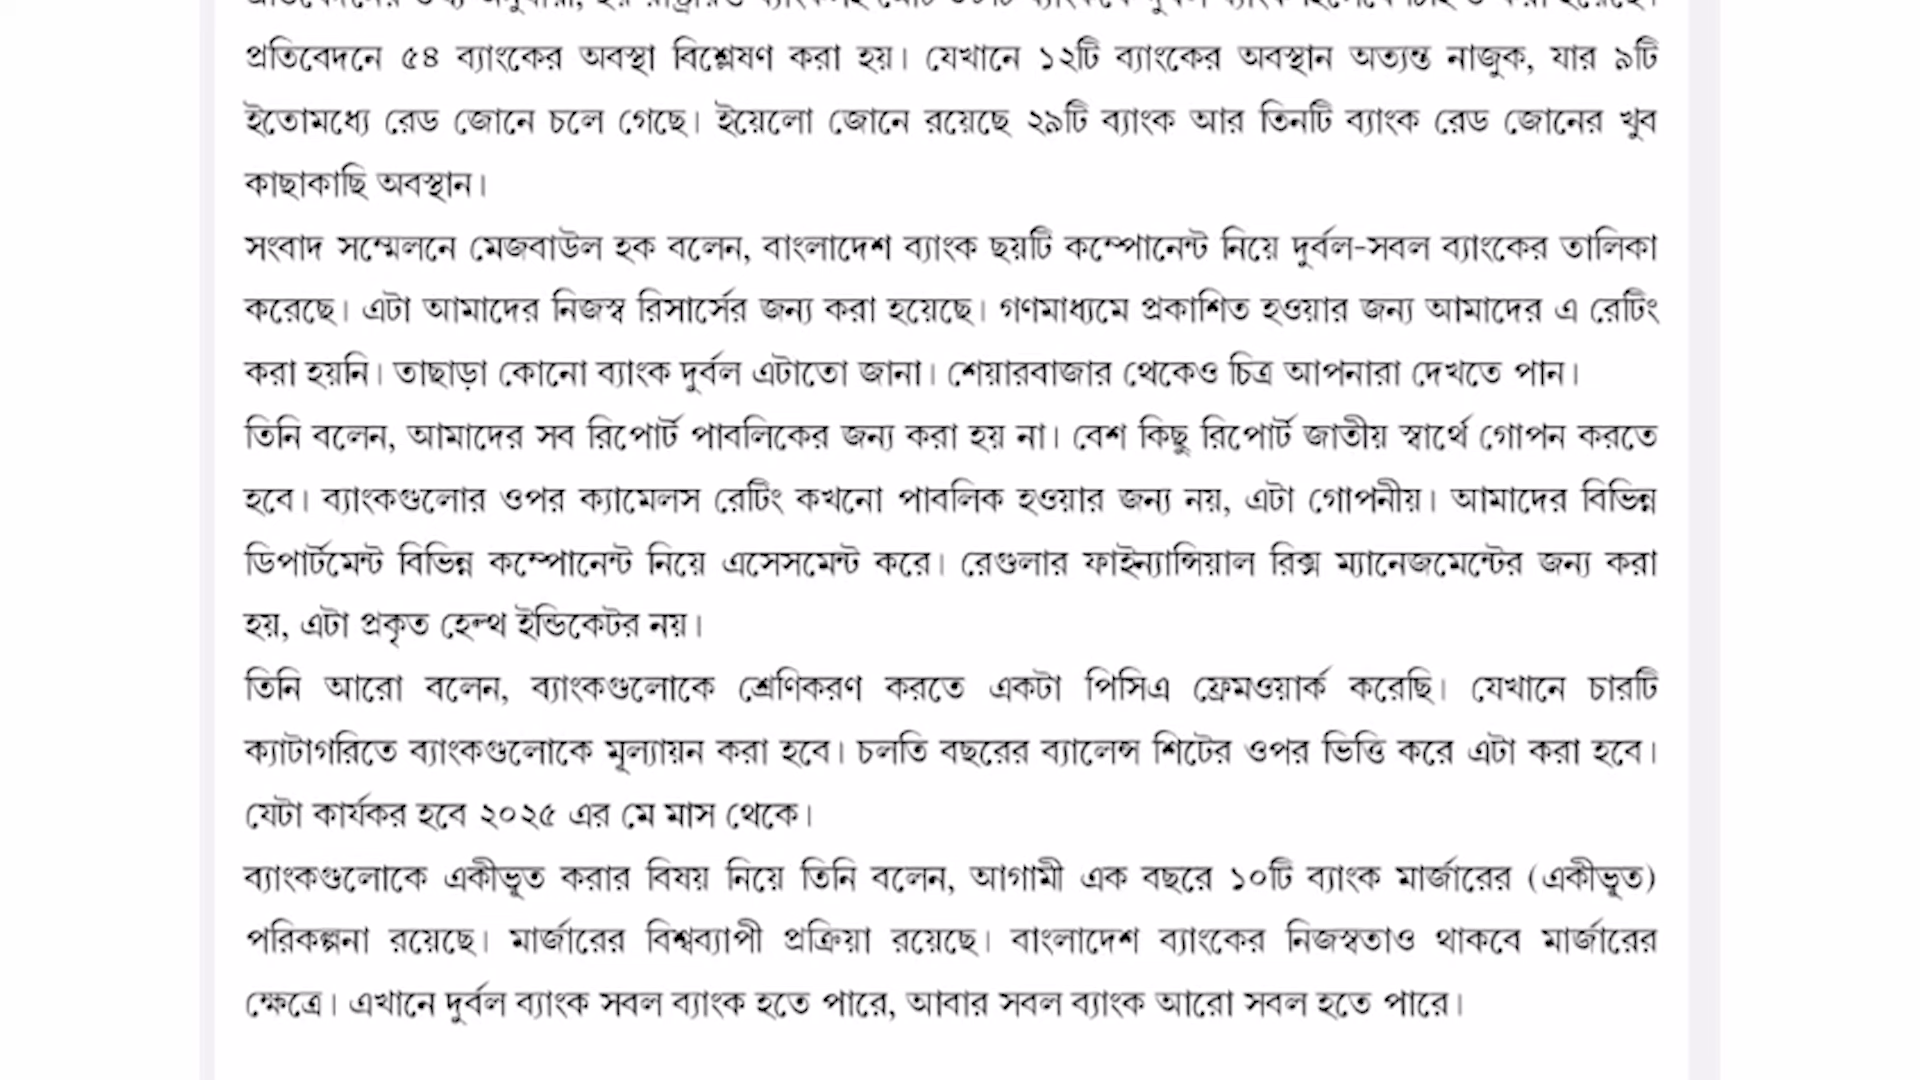 প্রতিবেদনে ৫৪ ব্যাংকের অবস্থা বিশ্লেষণ করা হয়। যেখানে ১২টি ব্যাংকের অবস্থান অত্যন্ত নাজুক, যার ৯টি
ইতোমধ্যে রেড জোনে চলে গেছে। ইয়েলো জোনে রয়েছে ২৯টি ব্যাংক আর তিনটি ব্যাংক রেড জোনের খুব
কাছাকাছি অবস্থান।
সংবাদ সম্মেলনে মেজবাউল হক বলেন, বাংলাদেশ ব্যাংক ছয়টি কম্পোনেন্ট নিয়ে দুর্বল-সবল ব্যাংকের তালিকা
করেছে। এটা আমাদের নিজস্ব রিসার্সের জন্য করা হয়েছে। গণমাধ্যমে প্রকাশিত হওয়ার জন্য আমাদের এ রেটিং
করা হয়নি। তাছাড়া কোনো ব্যাংক দুর্বল এটাতো জানা। শেয়ারবাজার থেকেও চিত্র আপনারা দেখতে পান।
তিনি বলেন, আমাদের সব রিপোর্ট পাবলিকের জন্য করা হয় না। বেশ কিছু রিপোর্ট জাতীয় স্বার্থে গোপন করতে
হবে। ব্যাংকগুলোর ওপর ক্যামেলস রেটিং কখনো পাবলিক হওয়ার জন্য নয়, এটা গোপনীয়। আমাদের বিভিন্ন
ডিপার্টমেন্ট বিভিন্ন কম্পোনেন্ট নিয়ে এসেসমেন্ট করে। রেগুলার ফাইন্যান্সিয়াল রিক্স ম্যানেজমেন্টের জন্য করা
হয়, এটা প্রকৃত হেল্থ ইন্ডিকেটর নয়।
তিনি আরো বলেন, ব্যাংকগুলোকে শ্রেণিকরণ করতে একটা পিসিএ ফ্রেমওয়ার্ক করেছি। যেখানে চারটি
ক্যাটাগরিতে ব্যাংকগুলোকে মূল্যায়ন করা হবে। চলতি বছরের ব্যালেন্স শিটের ওপর ভিত্তি করে এটা করা হবে।
যেটা কার্যকর হবে ২০২৫ এর মে মাস থেকে।
ব্যাংকগুলোকে একীভূত করার বিষয় নিয়ে তিনি বলেন, আগামী এক বছরে ১০টি ব্যাংক মার্জারের (একীভূত)
পরিকল্পনা রয়েছে। মার্জারের বিশ্বব্যাপী প্রক্রিয়া রয়েছে। বাংলাদেশ ব্যাংকের নিজস্বতাও থাকবে মার্জারের
ক্ষেত্রে। এখানে দুর্বল ব্যাংক সবল ব্যাংক হতে পারে, আবার সবল ব্যাংক আরো সবল হতে পারে।